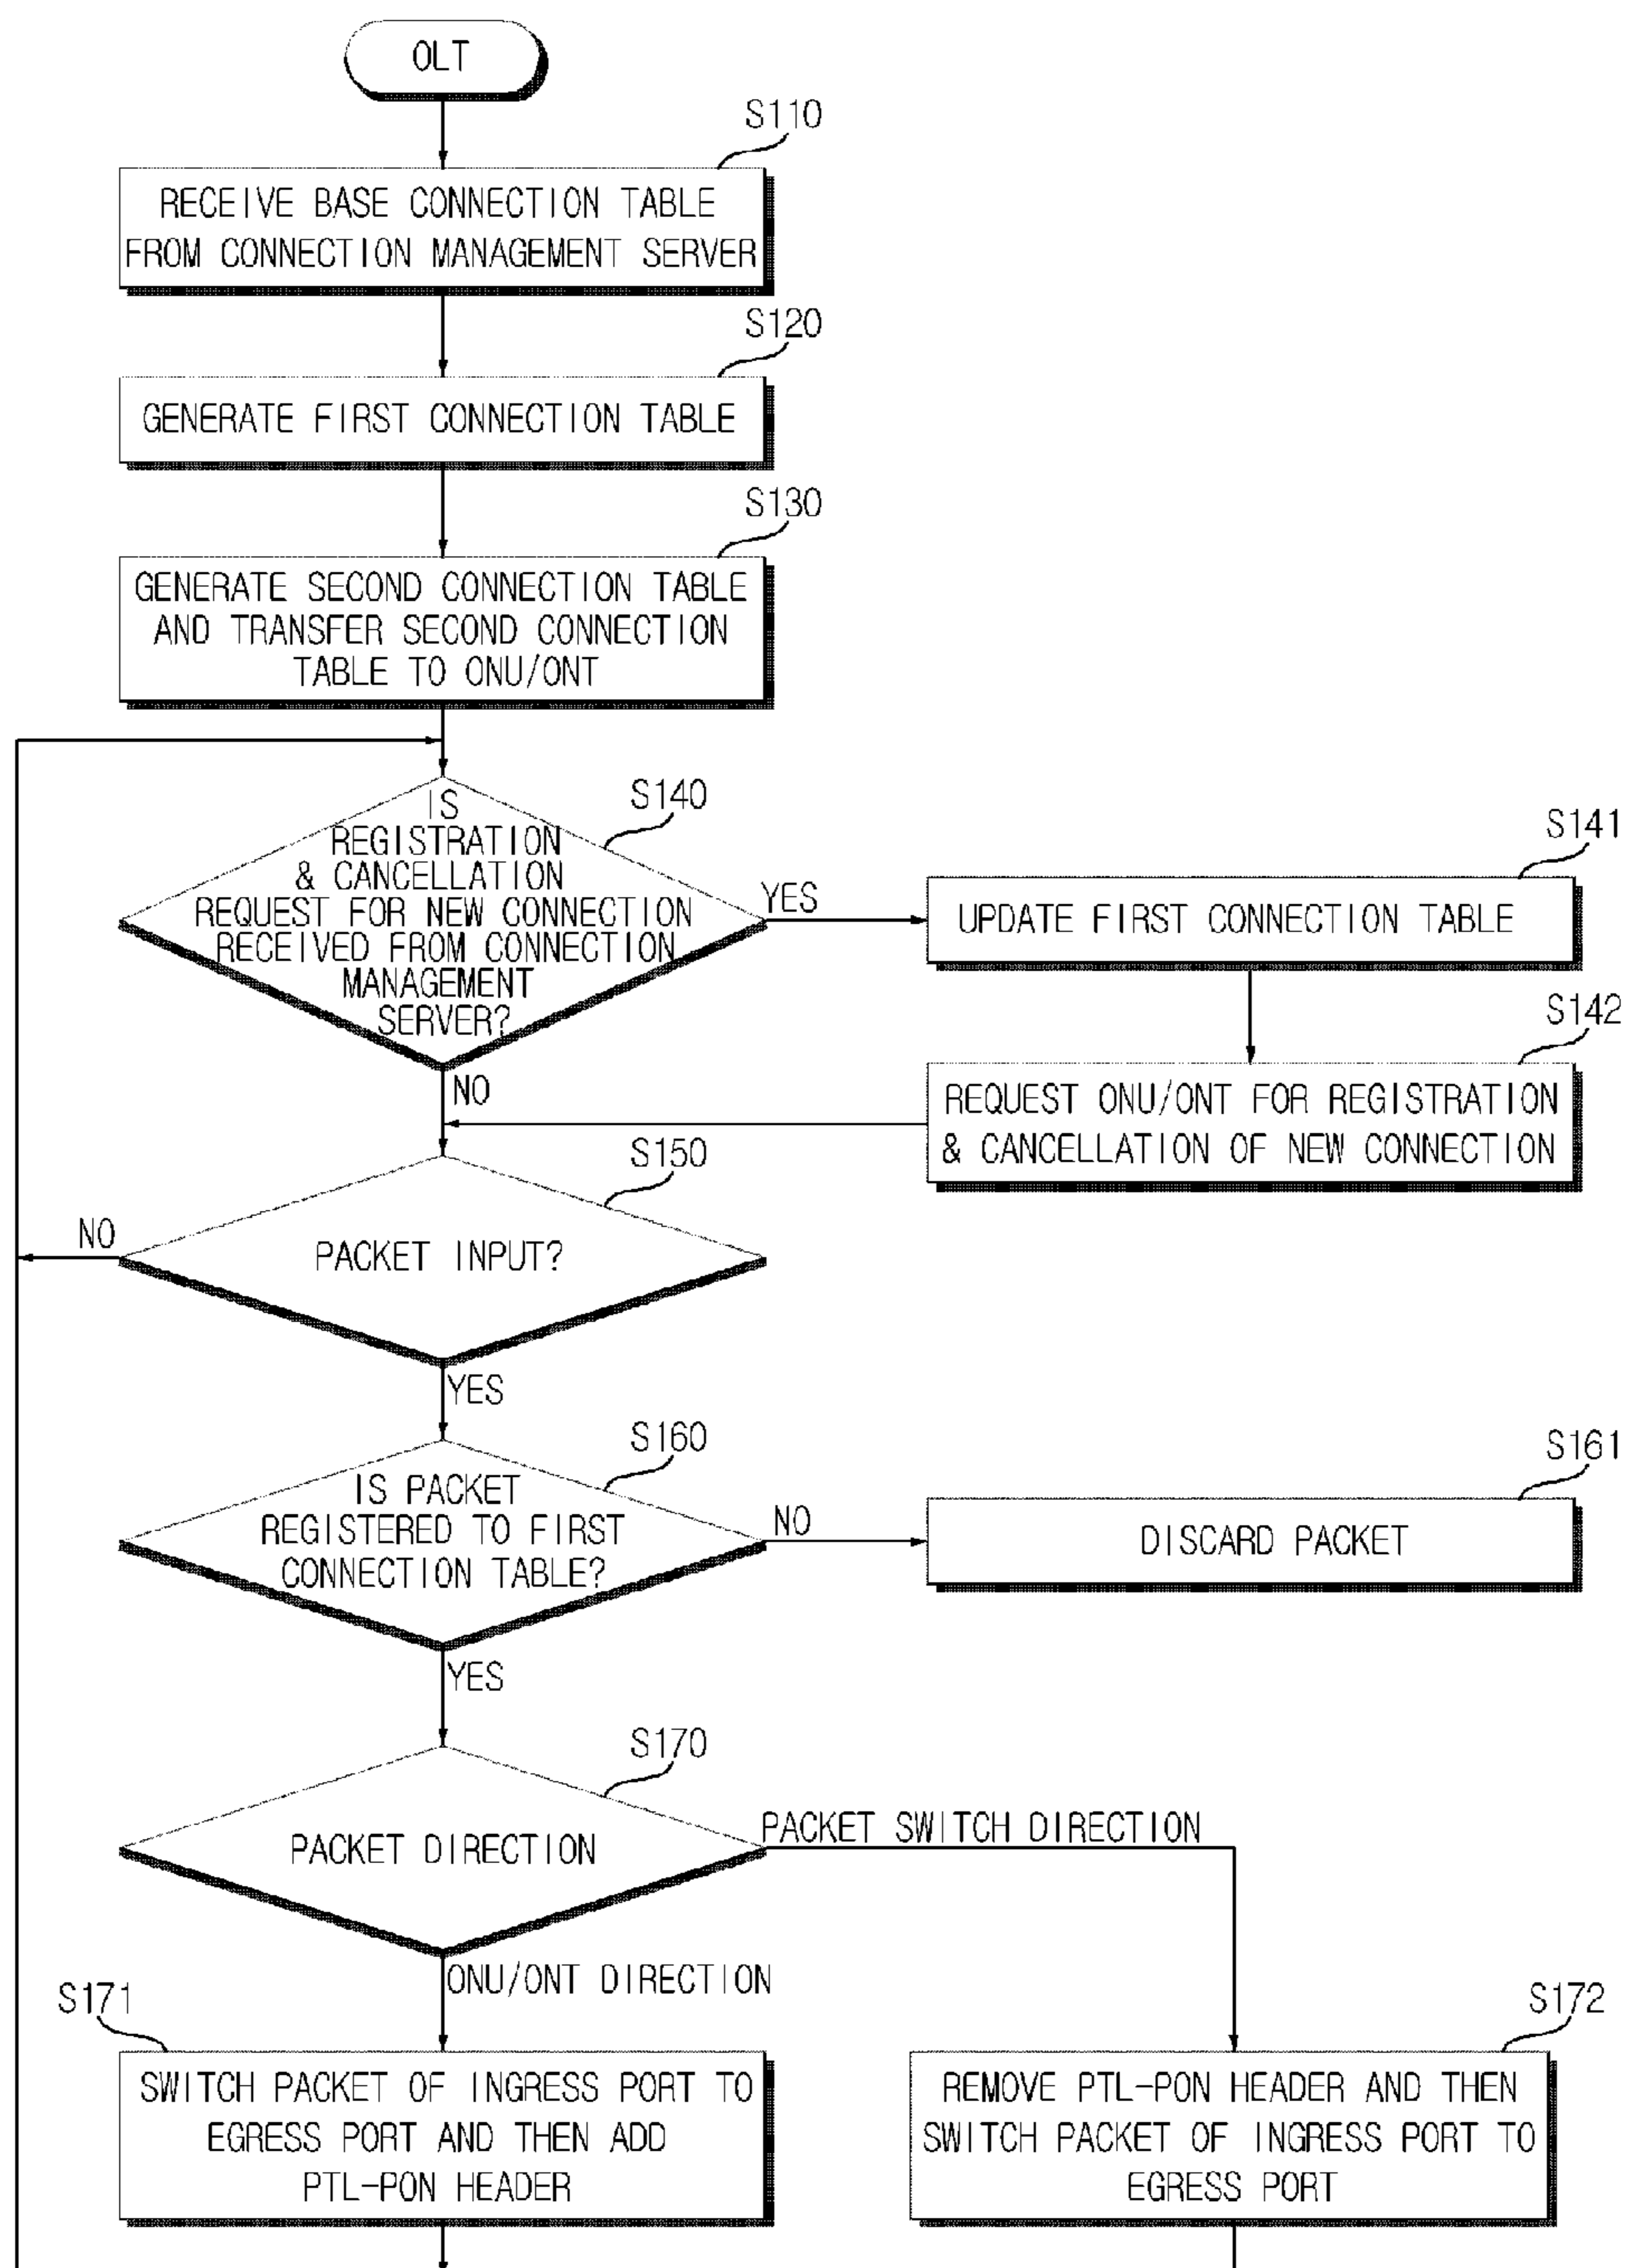 OLT
S110
RECEIVE BASE CONNECTION TABLE
FROM CONNECTION MANAGEMENT SERVER
S120
GENERATE FIRST CONNECTION TABLE
S130
GENERATE SECOND CONNECTION TABLE
AND TRANSFER SECOND CONNECTION
TABLE TO ONU/ONT
S140
IS
REGISTRATION
& CANCELLATION
REQUEST FOR NEW CONNECTION
RECEIVED FROM CONNECTION
MANAGEMENT
SERVER?
YES
S141
UPDATE FIRST CONNECTION TABLE
S142
REQUEST ONU/ONT FOR REGISTRATION
& CANCELLATION OF NEW CONNECTION
NO
S150
PACKET INPUT?
NO
YES
S160
IS PACKET
REGISTERED TO FIRST
CONNECTION TABLE?
NO
S161
DISCARD PACKET
YES
S170
PACKET DIRECTION
PACKET SWITCH DIRECTION
ONU/ONT DIRECTION
S171
SWITCH PACKET OF INGRESS PORT TO
EGRESS PORT AND THEN ADD
PTL-PON HEADER
S172
REMOVE PTL-PON HEADER AND THEN
SWITCH PACKET OF INGRESS PORT TO
EGRESS PORT